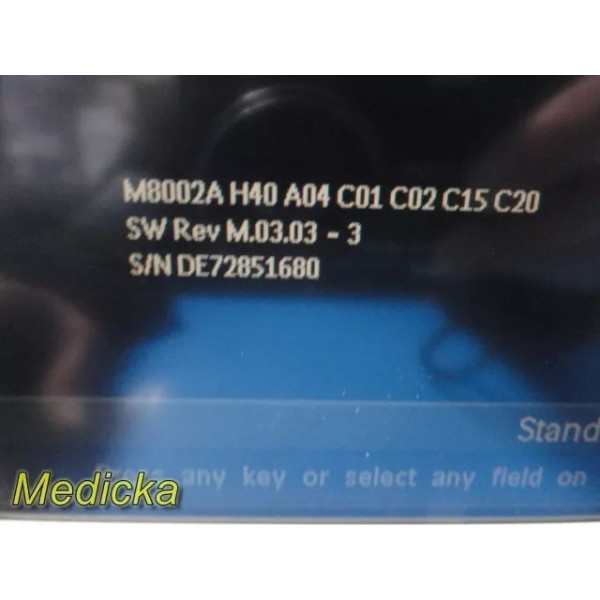 M8002A H40 A04 C01 C02 C15 C20
SW Rev M.03.03 - 3
S/N DE72851680
Stand
Press any key or select any field on
Medicka